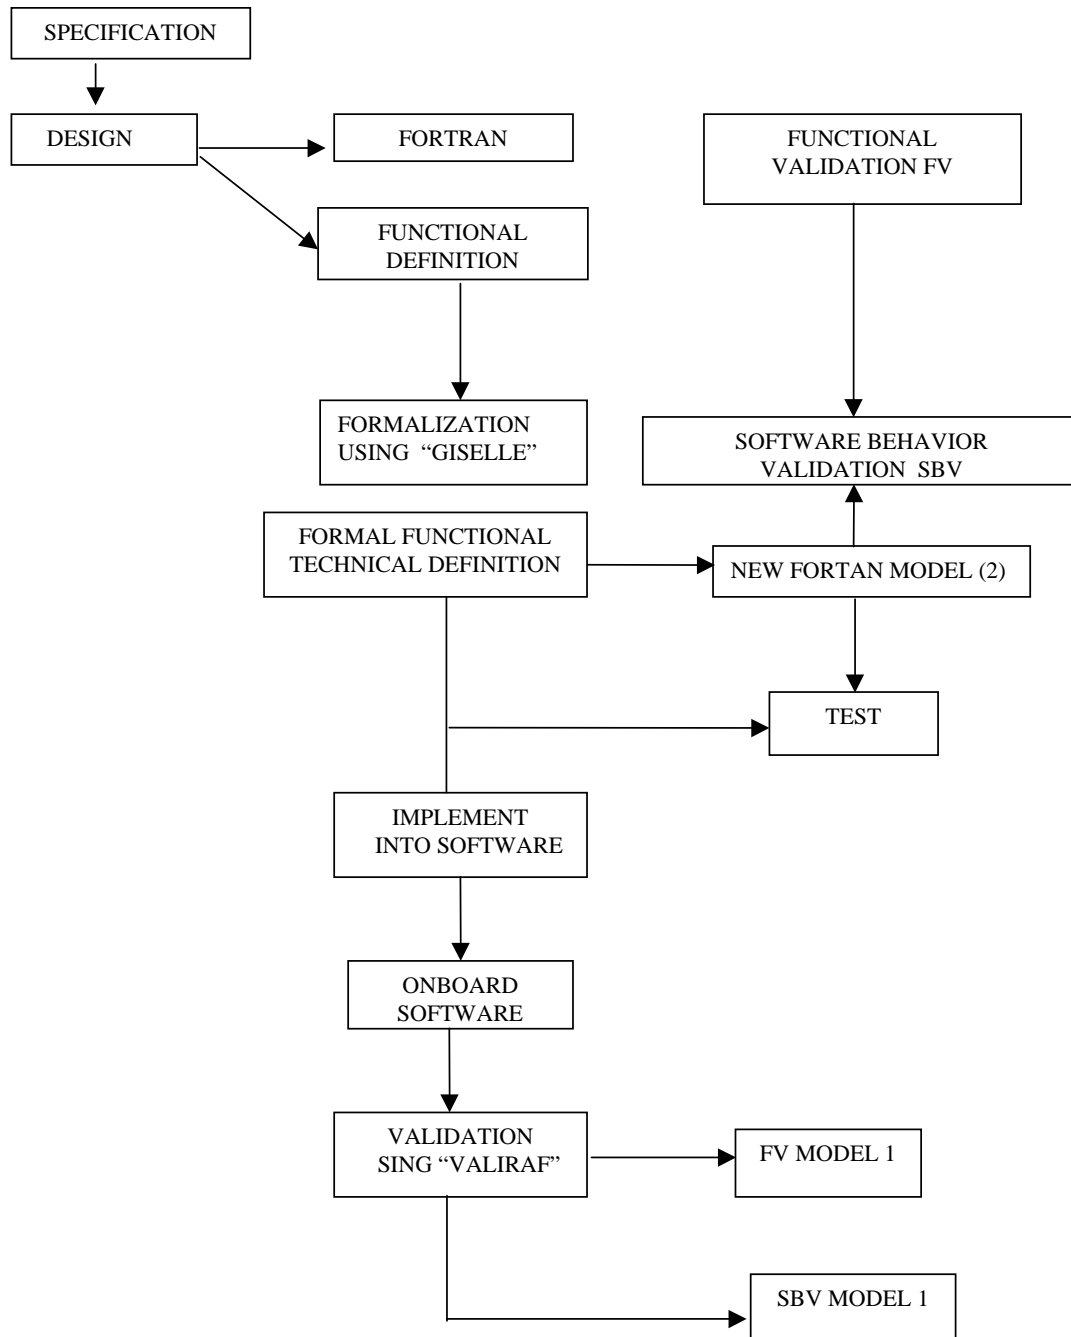 SPECIFICATION
DESIGN
FORTRAN
FUNCTIONAL
VALIDATION FV
FUNCTIONAL
DEFINITION
FORMALIZATION
USING “GISELLE”
SOFTWARE BEHAVIOR
VALIDATION SBV
FORMAL FUNCTIONAL
TECHNICAL DEFINITION
NEW FORTAN MODEL (2)
TEST
IMPLEMENT
INTO SOFTWARE
ONBOARD
SOFTWARE
VALIDATION
SING “VALIRAF”
FV MODEL 1
SBV MODEL 1